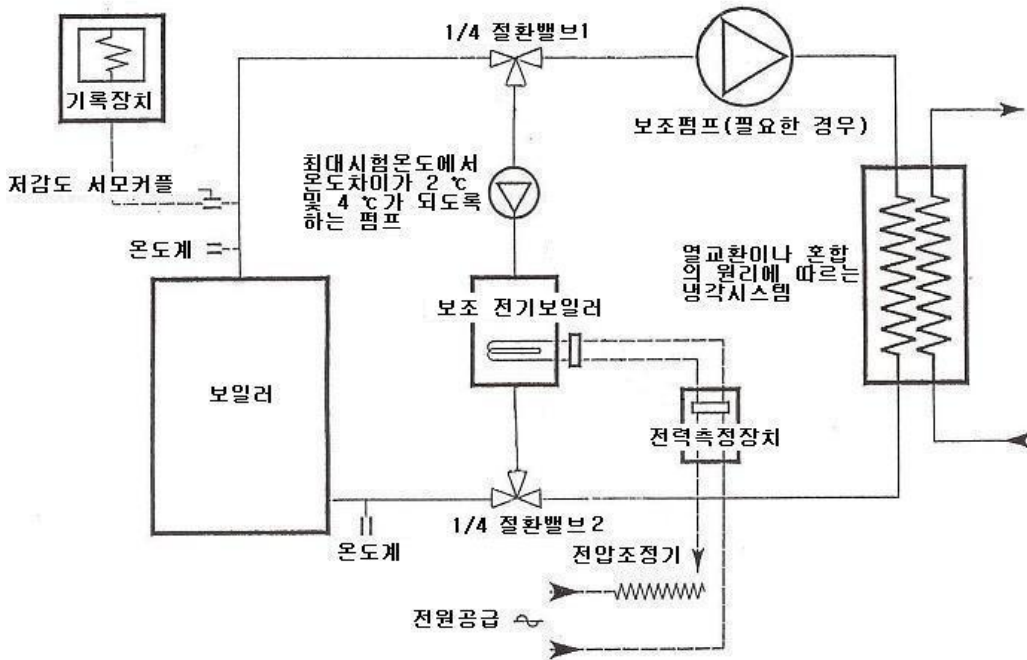 1/4 절환밸브1
기록장치
보조펌프(필요한 경우)
최대시험온도에서
온도차이가 2 ℃
및 4 ℃가 되도록
하는 펌프
저감도 서모커플
온도계
열교환이나 혼합
의 원리에 따르는
냉각시스템
보조 전기보일러
보일러
전력측정장치
1/4 절환밸브2
온도계
전압조정기
전원공급